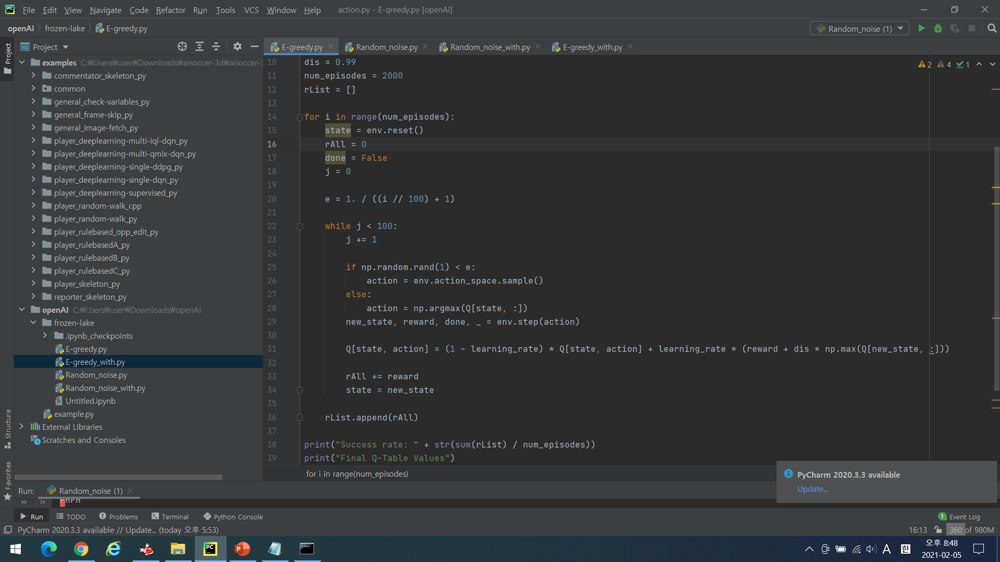 File Edit View Navigate Code Refactor Run Tools VCS Window Help action.py - E-greedy.py [openAi]
openAI frozen-lake E-greedy.py Random_noise (1)
Project
Project
E-greedy.py Random_noise.py Random_noise_with.py E-greedy_with.py
examples C:₩Users₩user₩Downloads₩aisoccer-3d₩aisoccer-3
commentator_skeleton_py
common
general_check-variables_py
general_frame-skip_py
general_image-fetch_py
player_deeplearning-multi-iql-dqn_py
player_deeplearning-multi-qmix-dqn_py
player_deeplearning-single-ddpg_py
player_deeplearning-single-dqn_py
player_deeplearning-supervised_py
player_random-walk_cpp
player_random-walk_py
player_rulebased_opp_edit_py
player_rulebasedA_py
player_rulebasedB_py
player_rulebasedC_py
player_skeleton_py
reporter_skeleton_py
openAI C:₩Users₩user₩Downloads₩openAI
frozen-lake
.ipynb_checkpoints
E-greedy.py
E-greedy_with.py
Random_noise.py
Random_noise_with.py
Untitled.ipynb
example.py
External Libraries
Scratches and Consoles
Structure
Favorites
2 4 1
10 dis = 0.99
11 num_episodes = 2000
12 rList = []
13
14 for i in range(num_episodes):
15 state = env.reset()
16 rAll = 0
17 done = False
18 j = 0
19
20 e = 1. / ((i // 100) + 1)
21
22 while j < 100:
23 j += 1
24
25 if np.random.rand(1) < e:
26 action = env.action_space.sample()
27 else:
28 action = np.argmax(Q[state, :])
29 new_state, reward, done, _ = env.step(action)
30
31 Q[state, action] = (1 - learning_rate) * Q[state, action] + learning_rate * (reward + dis * np.max(Q[new_state, :]))
32
33 rAll += reward
34 state = new_state
35
36 rList.append(rAll)
37
38 print("Success rate: " + str(sum(rList) / num_episodes))
39 print("Final Q-Table Values")
for i in range(num_episodes)
PyCharm 2020.3.3 available
Update...
Run: Random_noise (1)
Run TODO Problems Terminal Python Console 1 Event Log
PyCharm 2020.3.3 available // Update... (today 오후 5:53) 16:13 360 of 980M
A 한 오후 8:48
2021-02-05